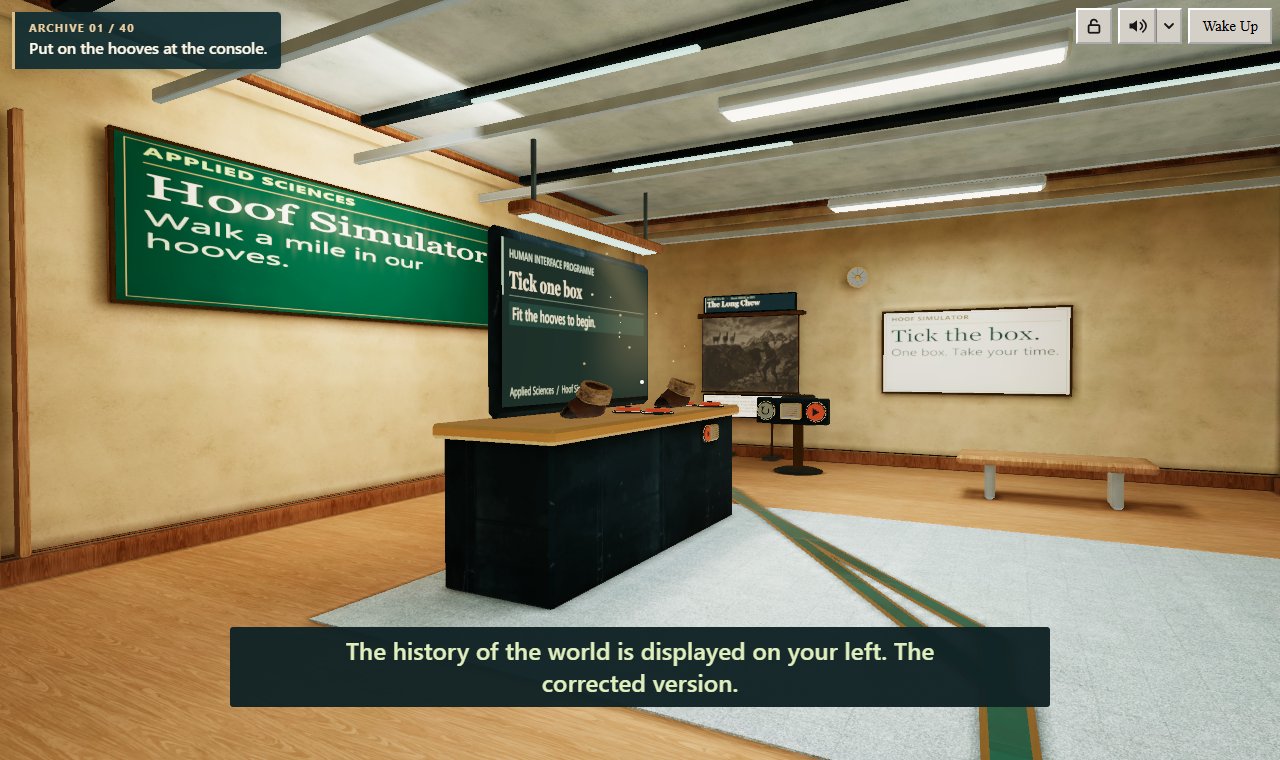 ARCHIVE 01 / 40
Put on the hooves at the console.
Wake Up
APPLIED SCIENCES
Hoof Simulator
Walk a mile in our
hooves.
HUMAN INTERFACE PROGRAMME
Tick one box
Fit the hooves to begin.
Applied Sciences / Hoof
The Long Chew
HOOF SIMULATOR
Tick the box.
One box. Take your time.
The history of the world is displayed on your left. The
corrected version.